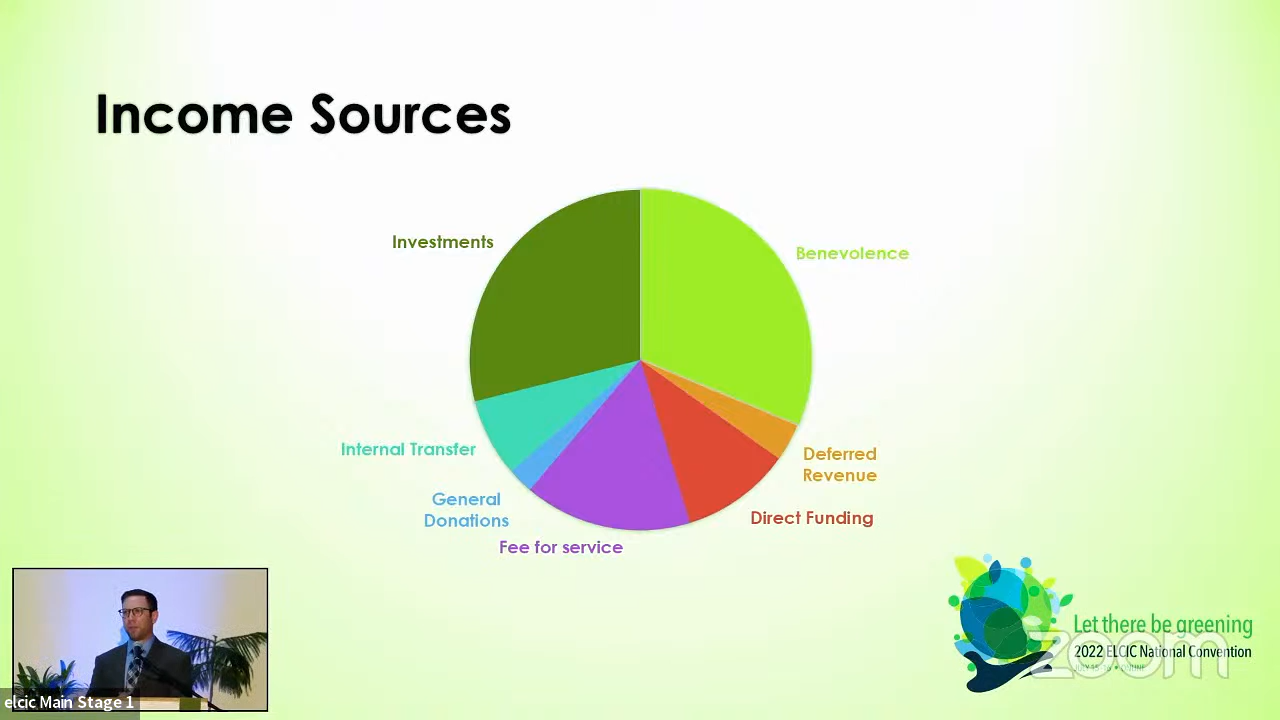 Income Sources
Investments
Benevolence
Internal Transfer
Deferred
Revenue
General
Donations
Direct Funding
Fee for service
Let there be greening
zoom
2022 ELCIC National Convention
elcic Main Stage 1